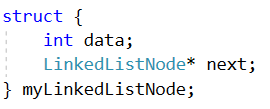 struct {
    int data;
    LinkedListNode* next;
} myLinkedListNode;